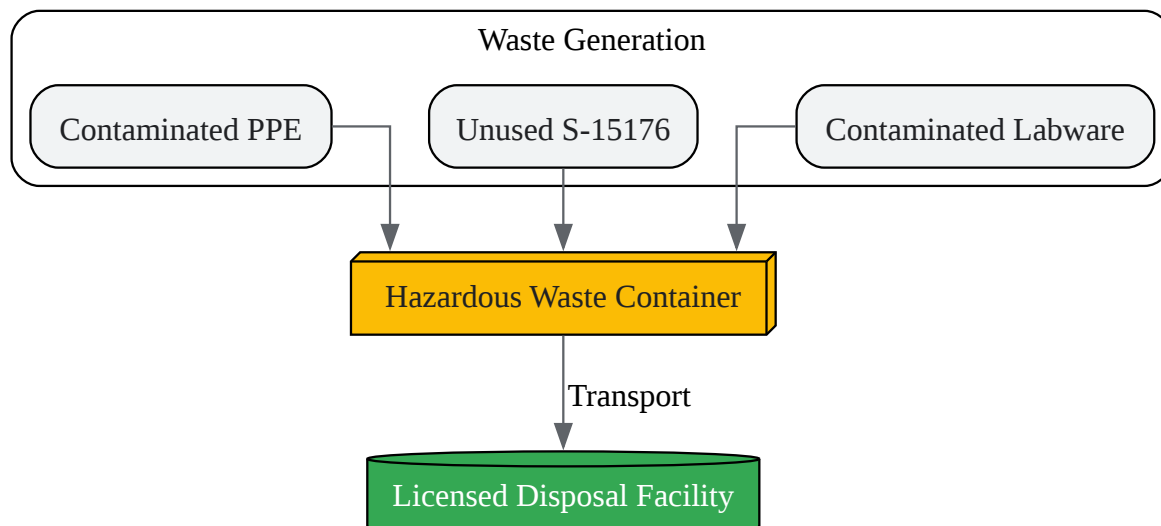 Waste Generation
Contaminated PPE
Unused S-15176
Contaminated Labware
Hazardous Waste Container
Transport
Licensed Disposal Facility